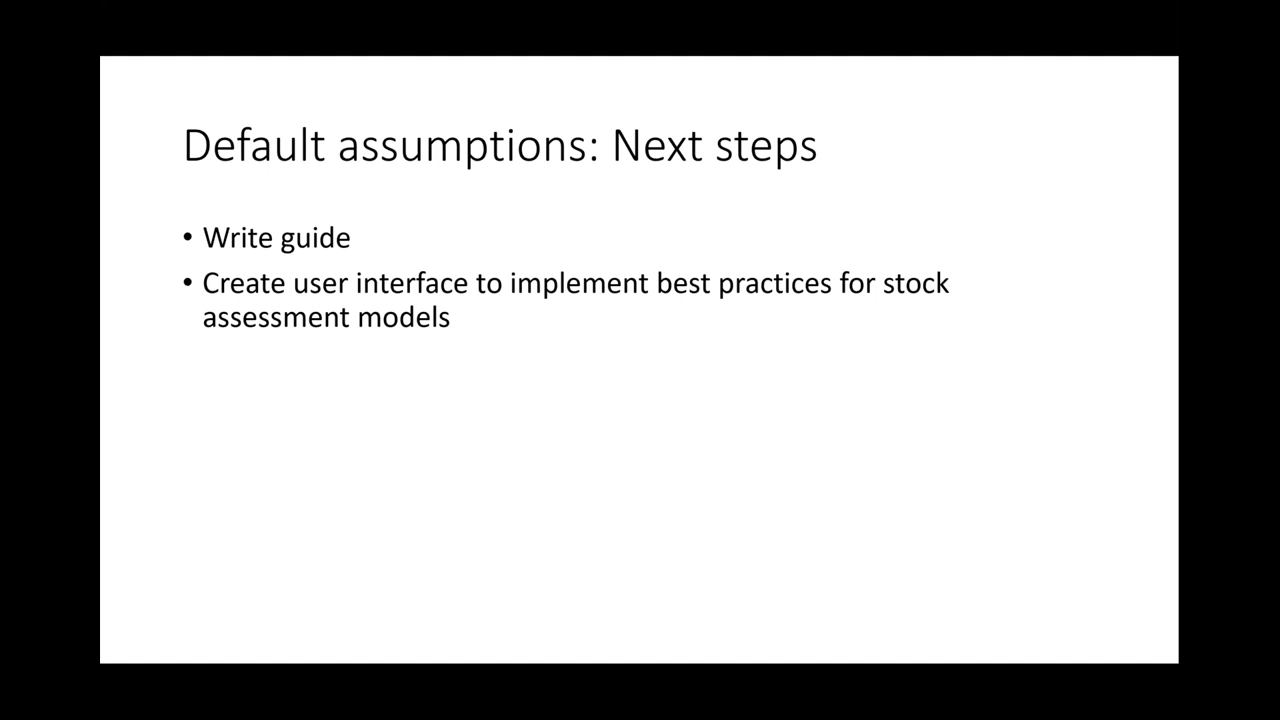 Default assumptions: Next steps
• Write guide
• Create user interface to implement best practices for stock
assessment models